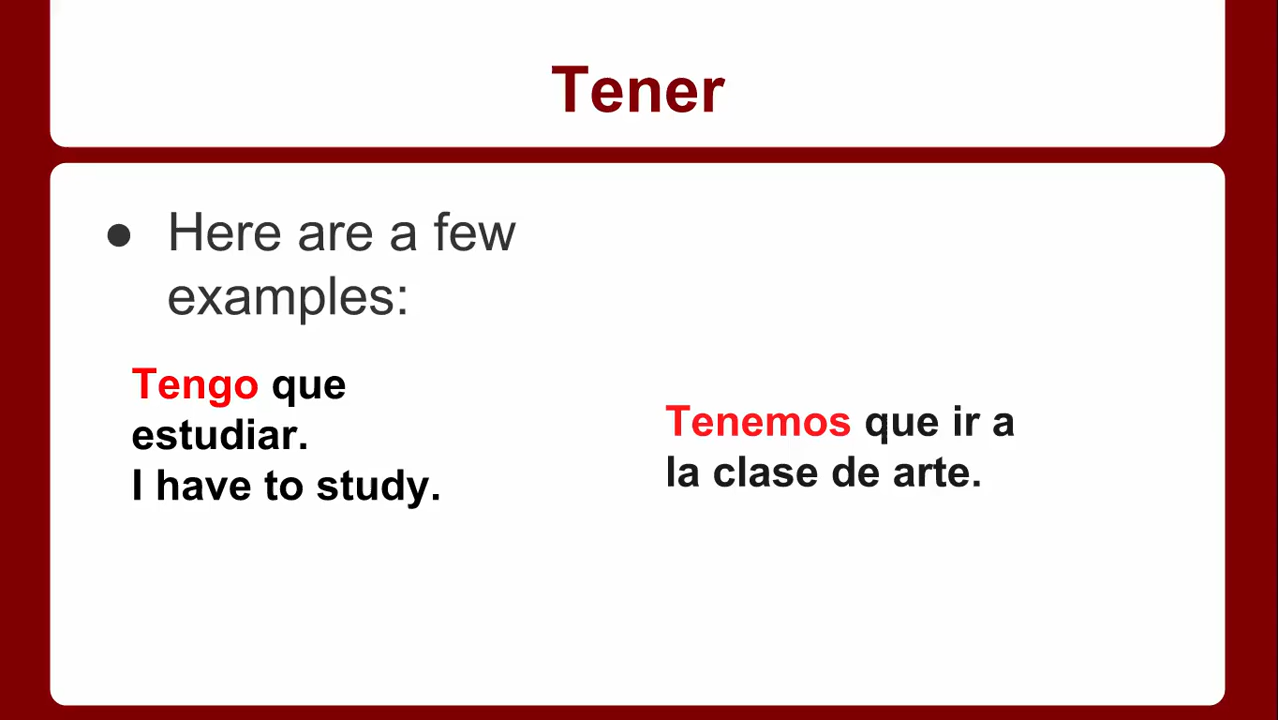 Tener
● Here are a few
examples:
Tengo que
estudiar.
I have to study.
Tenemos que ir a
la clase de arte.